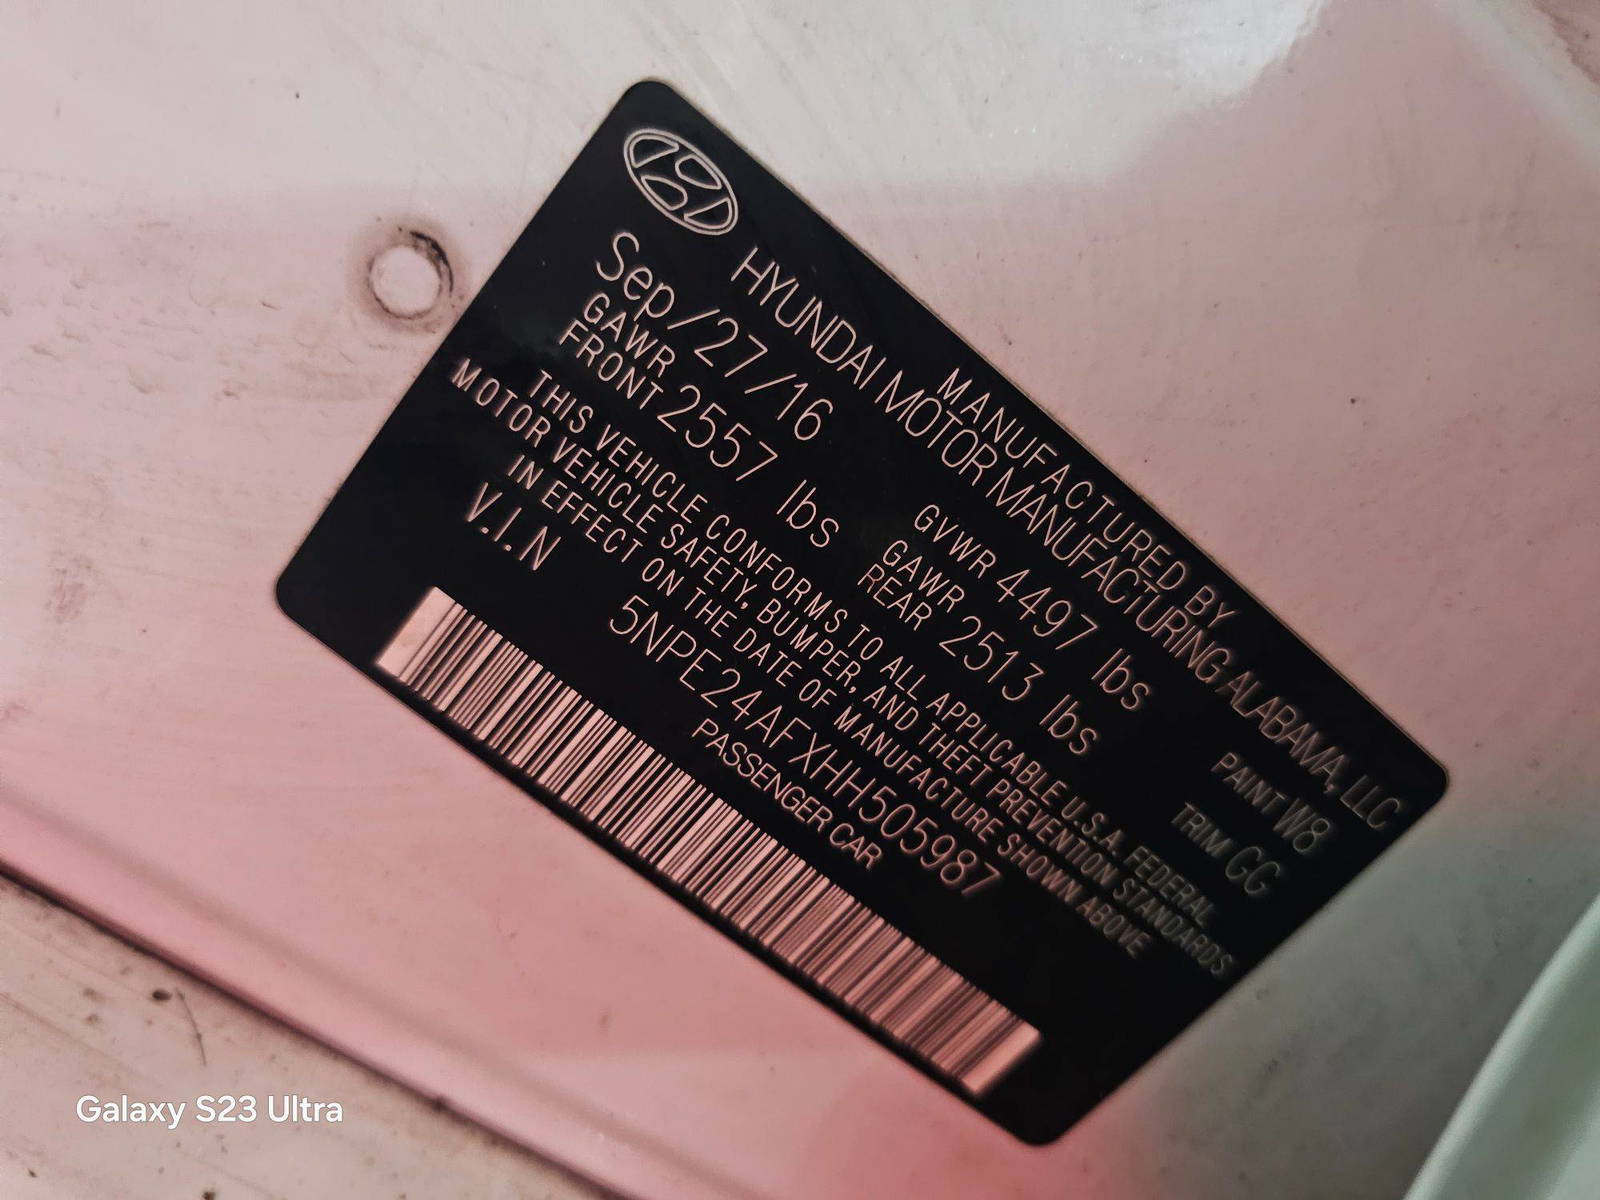 MANUFACTURED BY
HYUNDAI MOTOR MANUFACTURING ALABAMA, LLC
Sep/27/16 GVWR 4497 lbs PAINT W8
GAWR FRONT 2557 lbs GAWR REAR 2513 lbs TRIM GG
THIS VEHICLE CONFORMS TO ALL APPLICABLE U.S.A. FEDERAL
MOTOR VEHICLE SAFETY, BUMPER, AND THEFT PREVENTION STANDARDS
IN EFFECT ON THE DATE OF MANUFACTURE SHOWN ABOVE
V.I.N 5NPE24AFXHH505987
PASSENGER CAR
Galaxy S23 Ultra